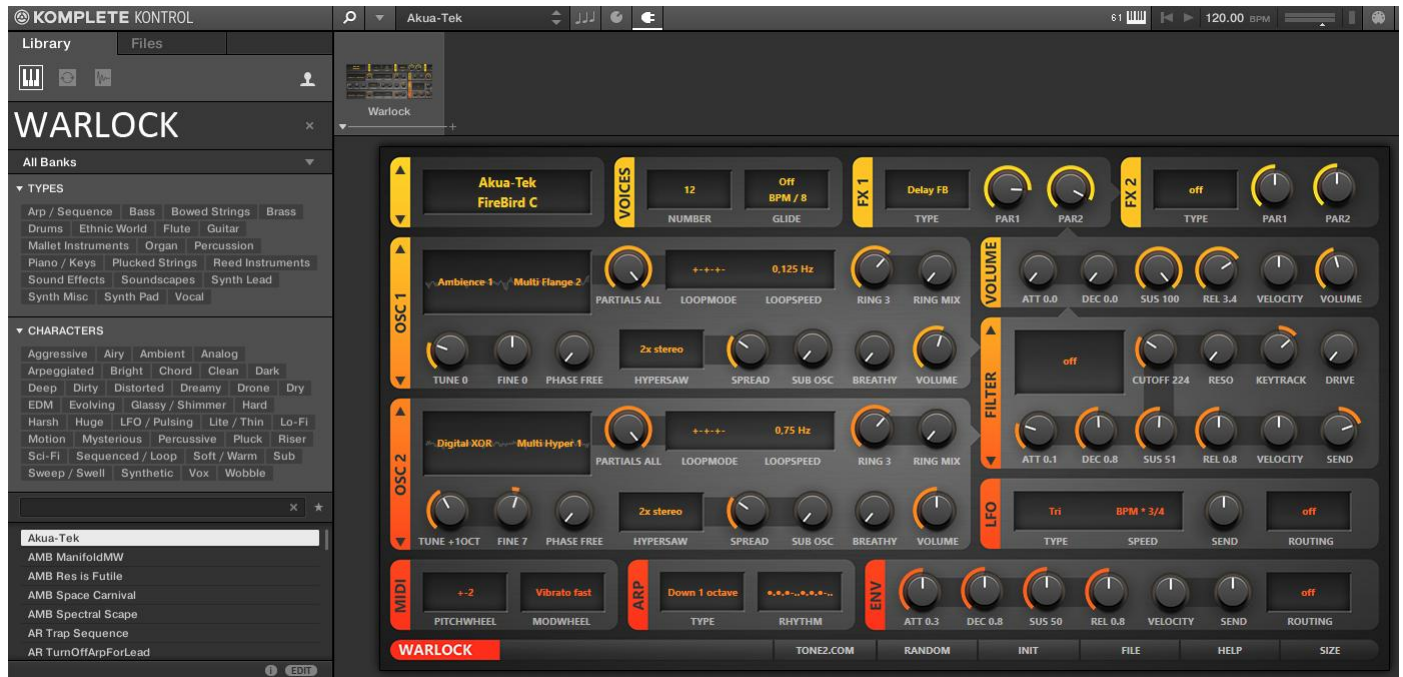 KOMPLETE KONTROL
Akua-Tek
61
120.00 BPM
Library Files
WARLOCK
All Banks
TYPES
Arp / Sequence Bass Bowed Strings Brass
Drums Ethnic World Flute Guitar
Mallet Instruments Organ Percussion
Piano / Keys Plucked Strings Reed Instruments
Sound Effects Soundscapes Synth Lead
Synth Misc Synth Pad Vocal
CHARACTERS
Aggressive Airy Ambient Analog
Arpeggiated Bright Chord Clean Dark
Deep Dirty Distorted Dreamy Drone Dry
EDM Evolving Glassy / Shimmer Hard
Harsh Huge LFO / Pulsing Lite / Thin Lo-Fi
Motion Mysterious Percussive Pluck Riser
Sci-Fi Sequenced / Loop Soft / Warm Sub
Sweep / Swell Synthetic Vox Wobble
Akua-Tek
AMB ManifoldMW
AMB Res is Futile
AMB Space Carnival
AMB Spectral Scape
AR Trap Sequence
AR TurnOffArpForLead
EDIT
Warlock
Akua-Tek
FireBird C
VOICES
12
NUMBER
Off
BPM / 8
GLIDE
FX 1
Delay FB
TYPE PAR1 PAR2
FX 2
off
TYPE PAR1 PAR2
OSC 1
Ambience 1 Multi Flange 2
PARTIALS ALL
+-+-+- 0,125 Hz
LOOPMODE LOOPSPEED
RING 3 RING MIX
TUNE 0 FINE 0 PHASE FREE
2x stereo
HYPERSAW SPREAD SUB OSC BREATHY VOLUME
VOLUME
ATT 0.0 DEC 0.0 SUS 100 REL 3.4 VELOCITY VOLUME
FILTER
off
CUTOFF 224 RESO KEYTRACK DRIVE
ATT 0.1 DEC 0.8 SUS 51 REL 0.8 VELOCITY SEND
OSC 2
Digital XOR Multi Hyper 1
PARTIALS ALL
+-+-+- 0,75 Hz
LOOPMODE LOOPSPEED
RING 3 RING MIX
TUNE +1OCT FINE 7 PHASE FREE
2x stereo
HYPERSAW SPREAD SUB OSC BREATHY VOLUME
LFO
Tri BPM * 3/4
TYPE SPEED SEND
off
ROUTING
MIDI
+-2 Vibrato fast
PITCHWHEEL MODWHEEL
ARP
Down 1 octave
TYPE RHYTHM
ENV
ATT 0.3 DEC 0.8 SUS 50 REL 0.8 VELOCITY SEND
off
ROUTING
WARLOCK
TONE2.COM RANDOM INIT FILE HELP SIZE